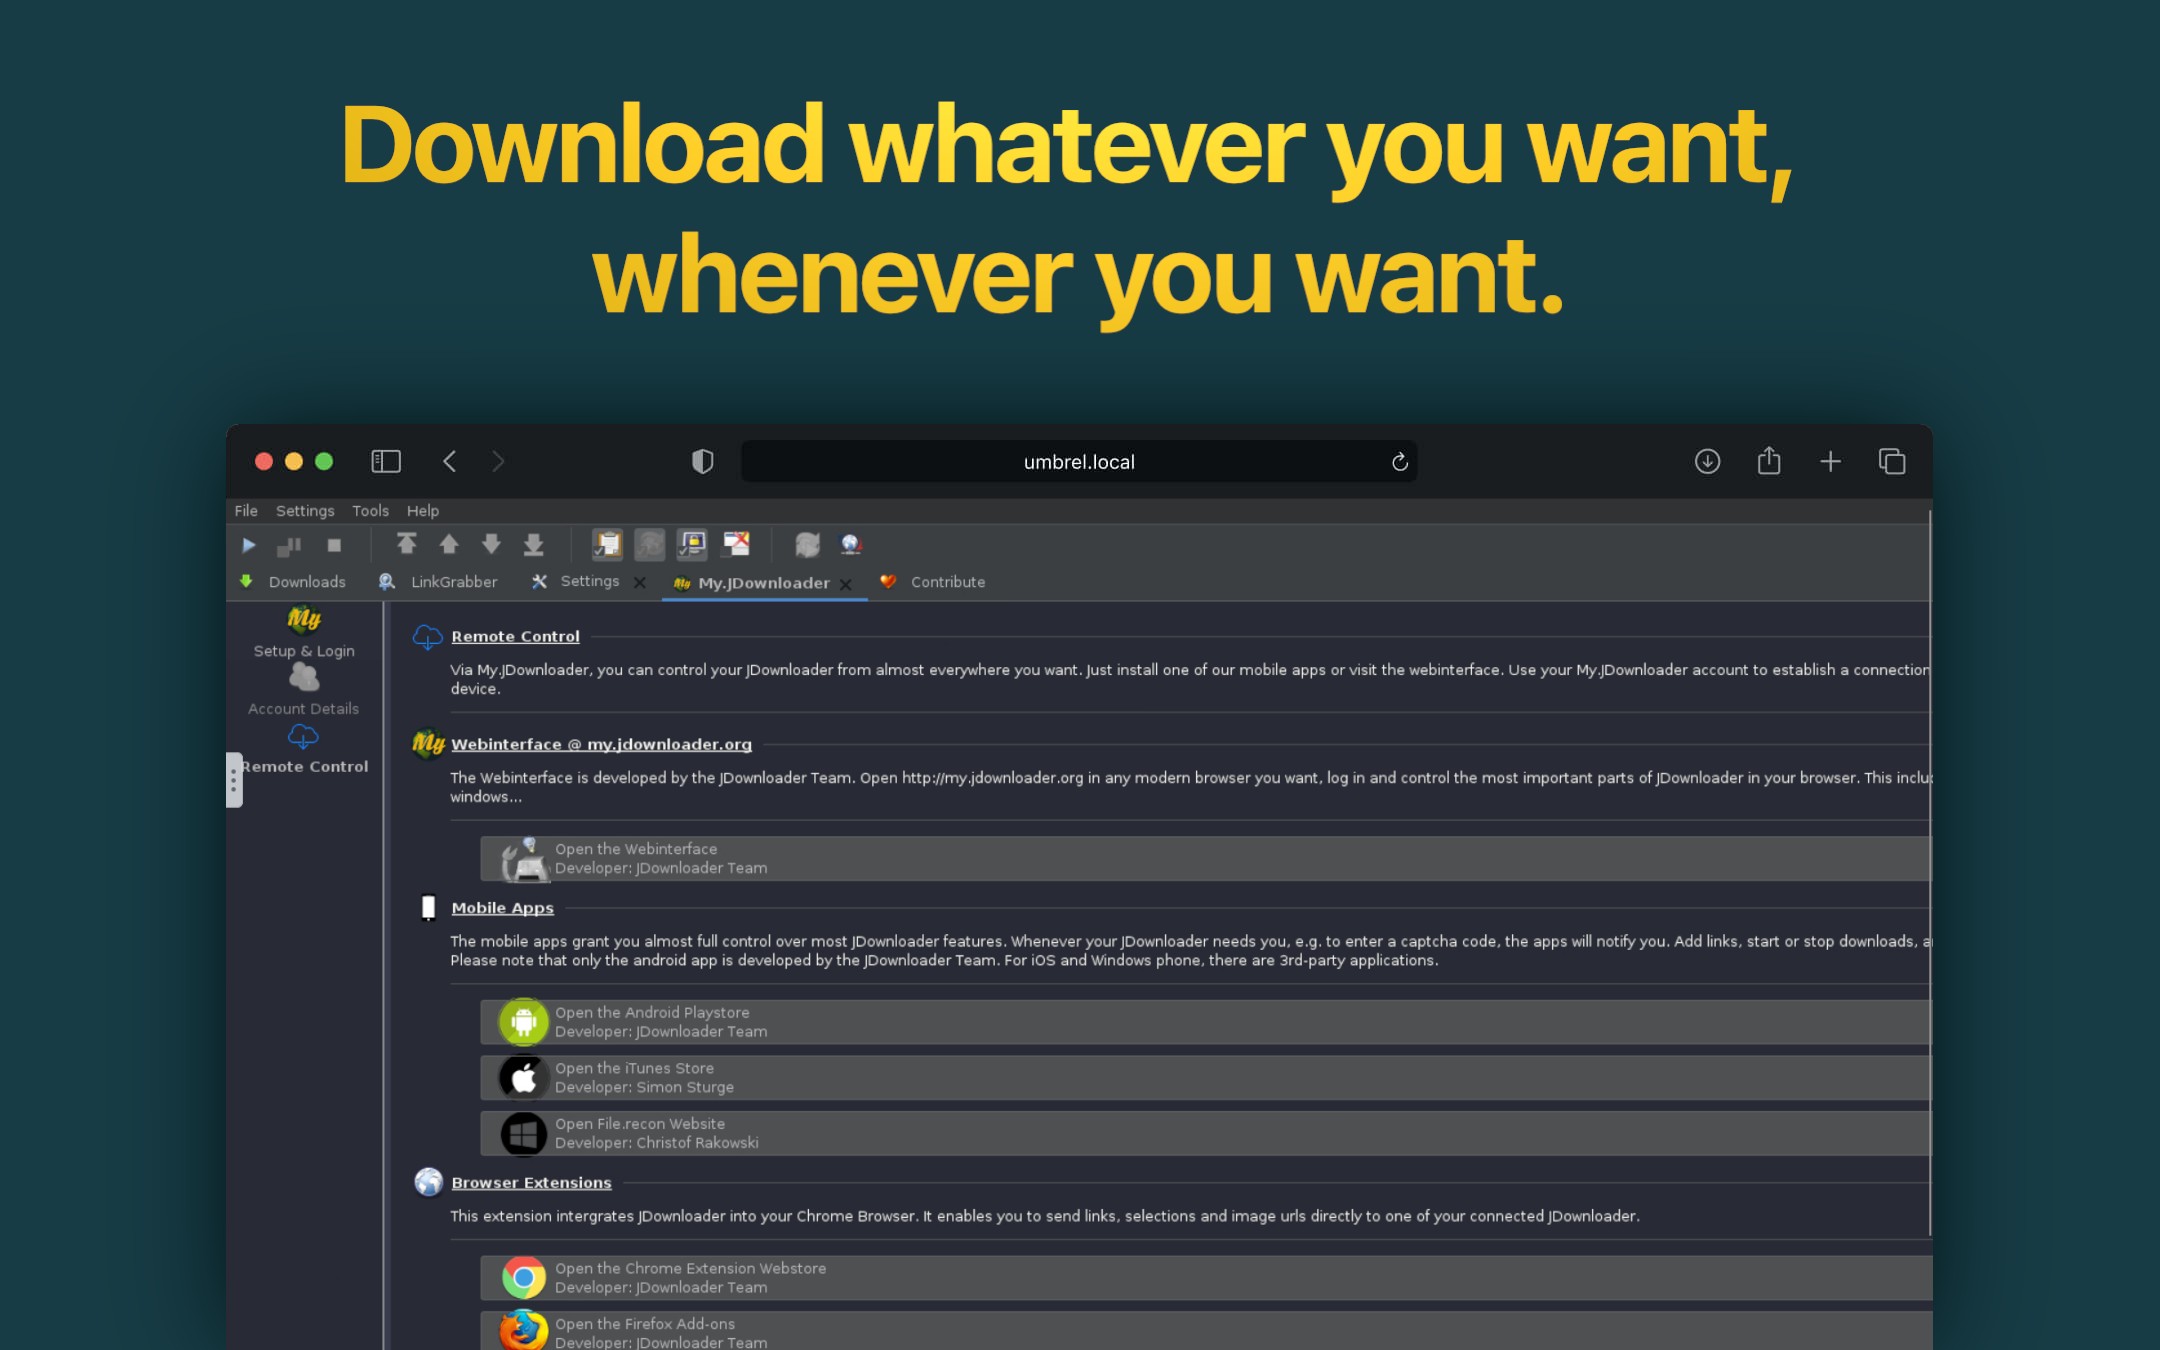 Download whatever you want,
whenever you want.
umbrel.local
File Settings Tools Help
Downloads LinkGrabber Settings My.JDownloader Contribute
My
Setup & Login
Account Details
Remote Control
Remote Control
Via My.JDownloader, you can control your JDownloader from almost everywhere you want. Just install one of our mobile apps or visit the webinterface. Use your My.JDownloader account to establish a connection
device.
My Webinterface @ my.jdownloader.org
The Webinterface is developed by the JDownloader Team. Open http://my.jdownloader.org in any modern browser you want, log in and control the most important parts of JDownloader in your browser. This inclu
windows...
Open the Webinterface
Developer: JDownloader Team
Mobile Apps
The mobile apps grant you almost full control over most JDownloader features. Whenever your JDownloader needs you, e.g. to enter a captcha code, the apps will notify you. Add links, start or stop downloads, a
Please note that only the android app is developed by the JDownloader Team. For iOS and Windows phone, there are 3rd-party applications.
Open the Android Playstore
Developer: JDownloader Team
Open the iTunes Store
Developer: Simon Sturge
Open File.recon Website
Developer: Christof Rakowski
Browser Extensions
This extension intergrates JDownloader into your Chrome Browser. It enables you to send links, selections and image urls directly to one of your connected JDownloader.
Open the Chrome Extension Webstore
Developer: JDownloader Team
Open the Firefox Add-ons
Developer: JDownloader Team